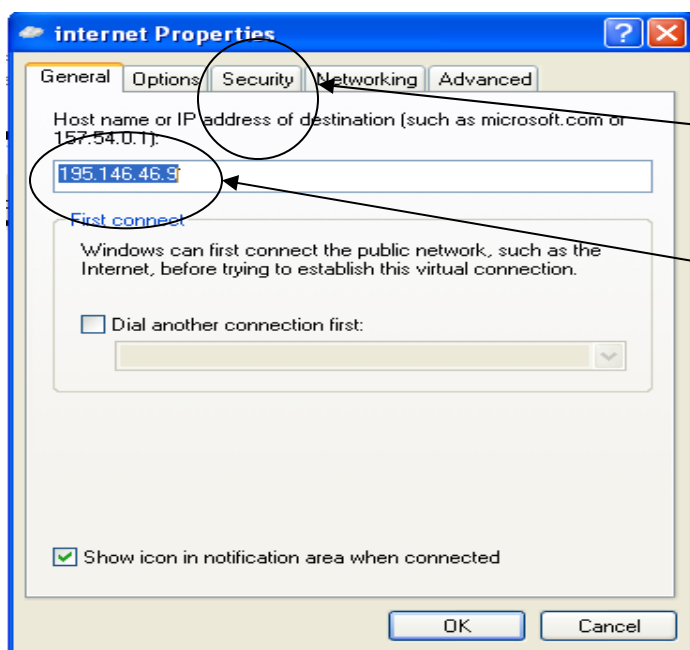 internet Properties
General Options Security Networking Advanced
Host name or IP address of destination (such as microsoft.com or
157.54.0.1):
195.146.46.9
First connect
Windows can first connect the public network, such as the
Internet, before trying to establish this virtual connection.
Dial another connection first:
Show icon in notification area when connected
OK Cancel